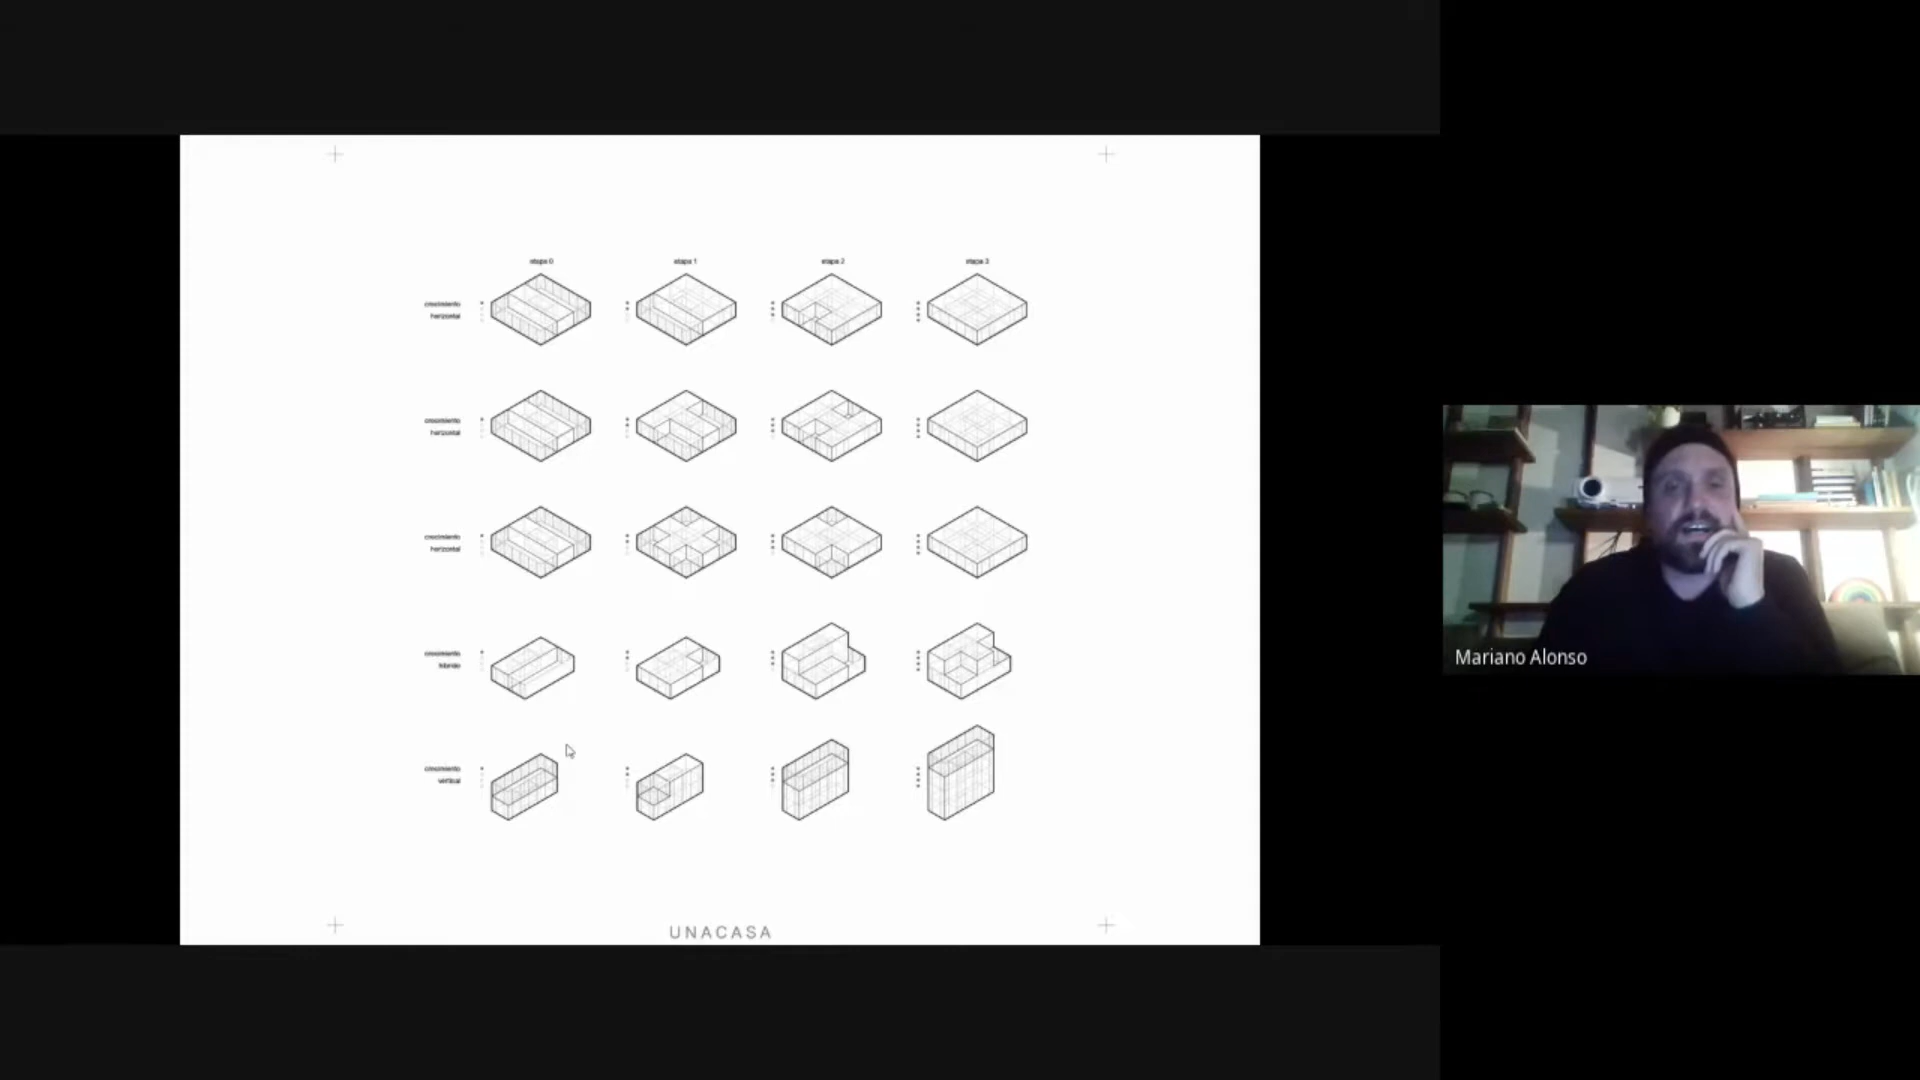 etapa 0 etapa 1 etapa 2 etapa 3
crecimiento
horizontal
crecimiento
horizontal
crecimiento
horizontal
crecimiento
híbrido
crecimiento
vertical
Mariano Alonso
UNACASA